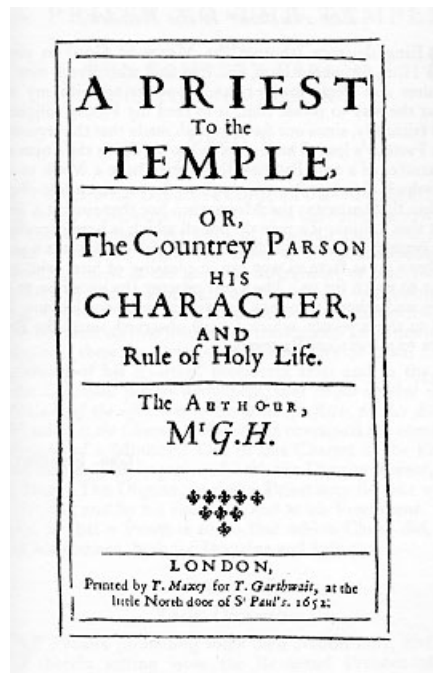 A PRIEST
To the
TEMPLE,
OR,
The Countrey PARSON
HIS
CHARACTER,
AND
Rule of Holy Life.
The AUTHOUR,
Mr G.H.
LONDON,
Printed by T. Maxey for T. Garthwait, at the
little North door of St Paul's. 1652.